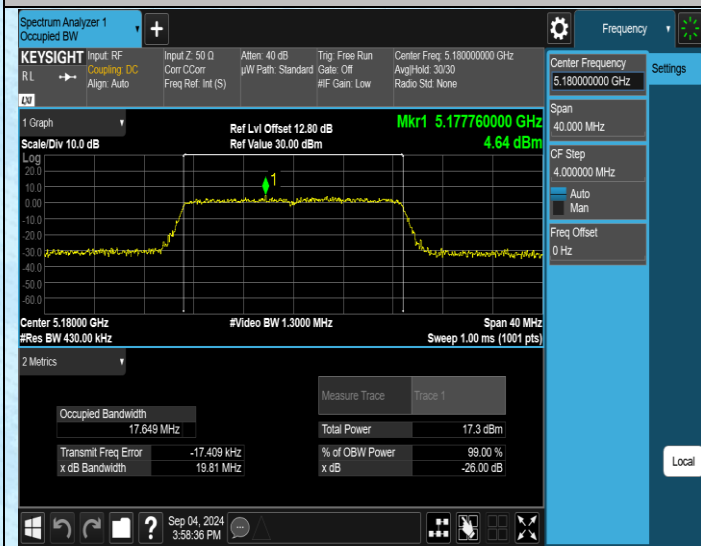 Spectrum Analyzer 1
Occupied BW
Frequency
KEYSIGHT
Input: RF
Coupling: DC
Align: Auto
Input Z: 50 Ω
Corr CCorr
Freq Ref: Int (S)
Atten: 40 dB
µW Path: Standard
Trig: Free Run
Gate: Off
#IF Gain: Low
Center Freq: 5.180000000 GHz
Avg|Hold: 30/30
Radio Std: None
R L
LXI
Center Frequency
5.180000000 GHz
Settings
Span
40.000 MHz
CF Step
4.000000 MHz
Auto
Man
Freq Offset
0 Hz
1 Graph
Scale/Div 10.0 dB
Ref Lvl Offset 12.80 dB
Ref Value 30.00 dBm
Mkr1 5.177760000 GHz
4.64 dBm
Log
20.0
10.0
0.00
-10.0
-20.0
-30.0
-40.0
-50.0
-60.0
1
Center 5.18000 GHz
#Res BW 430.00 kHz
#Video BW 1.3000 MHz
Span 40 MHz
Sweep 1.00 ms (1001 pts)
2 Metrics
Measure Trace Trace 1
Occupied Bandwidth
17.649 MHz
Total Power 17.3 dBm
Transmit Freq Error -17.409 kHz
% of OBW Power 99.00 %
x dB Bandwidth 19.81 MHz
x dB -26.00 dB
Local
?
Sep 04, 2024
3:58:36 PM